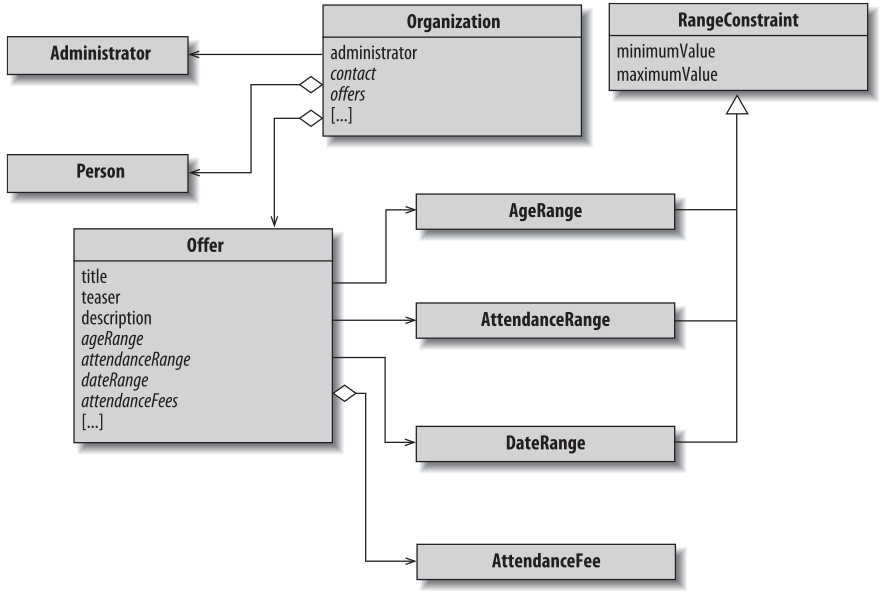 Organization
administrator
contact
offers
[...]
RangeConstraint
minimumValue
maximumValue
Administrator
Person
Offer
title
teaser
description
ageRange
attendanceRange
dateRange
attendanceFees
[...]
AgeRange
AttendanceRange
DateRange
AttendanceFee